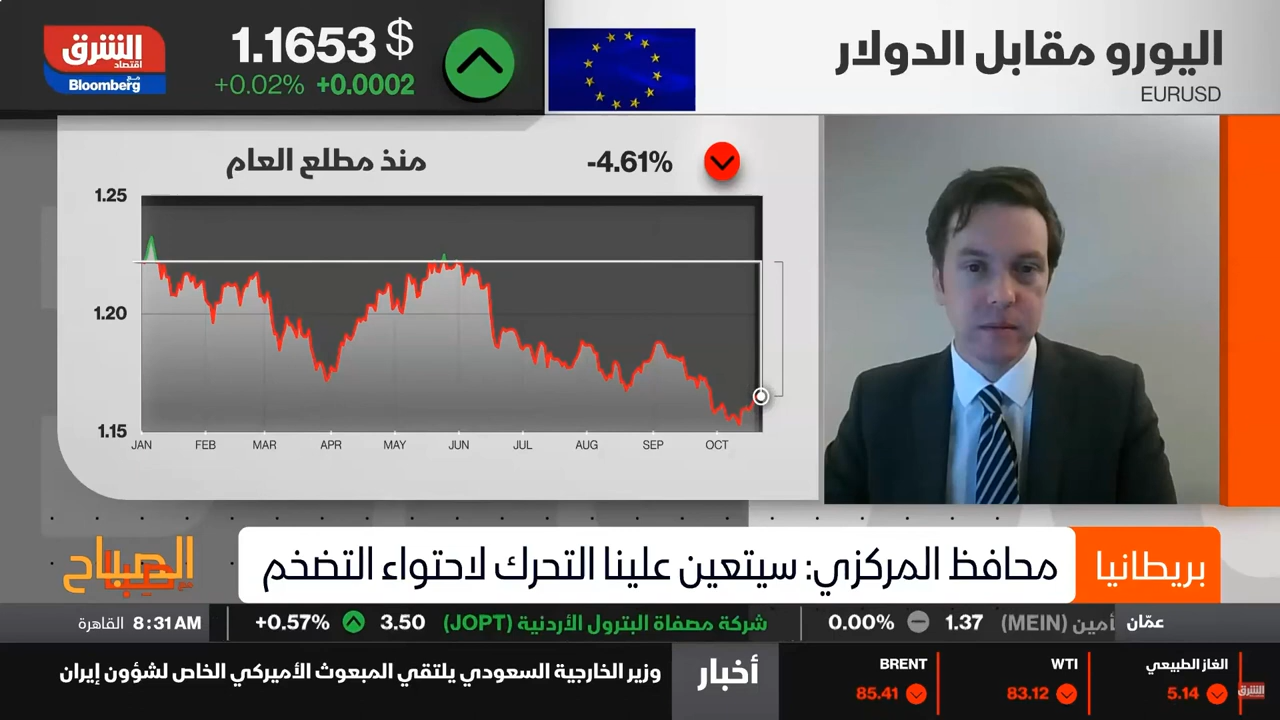 الشرق
اقتصاد
مع
Bloomberg
1.1653 $
+0.02% +0.0002
اليورو مقابل الدولار
EURUSD
منذ مطلع العام
-4.61%
1.25
1.20
1.15
JAN FEB MAR APR MAY JUN JUL AUG SEP OCT
بريطانيا
محافظ المركزي: سيتعين علينا التحرك لاحتواء التضخم
الصباح
مع
صبا
عمّان
أمين (MEIN) 1.37 0.00%
شركة مصفاة البترول الأردنية (JOPT) 3.50 +0.57%
8:31AM القاهرة
أخبار
وزير الخارجية السعودي يلتقي المبعوث الأميركي الخاص لشؤون إيران
BRENT
85.41
WTI
83.12
الغاز الطبيعي
5.14
الشرق